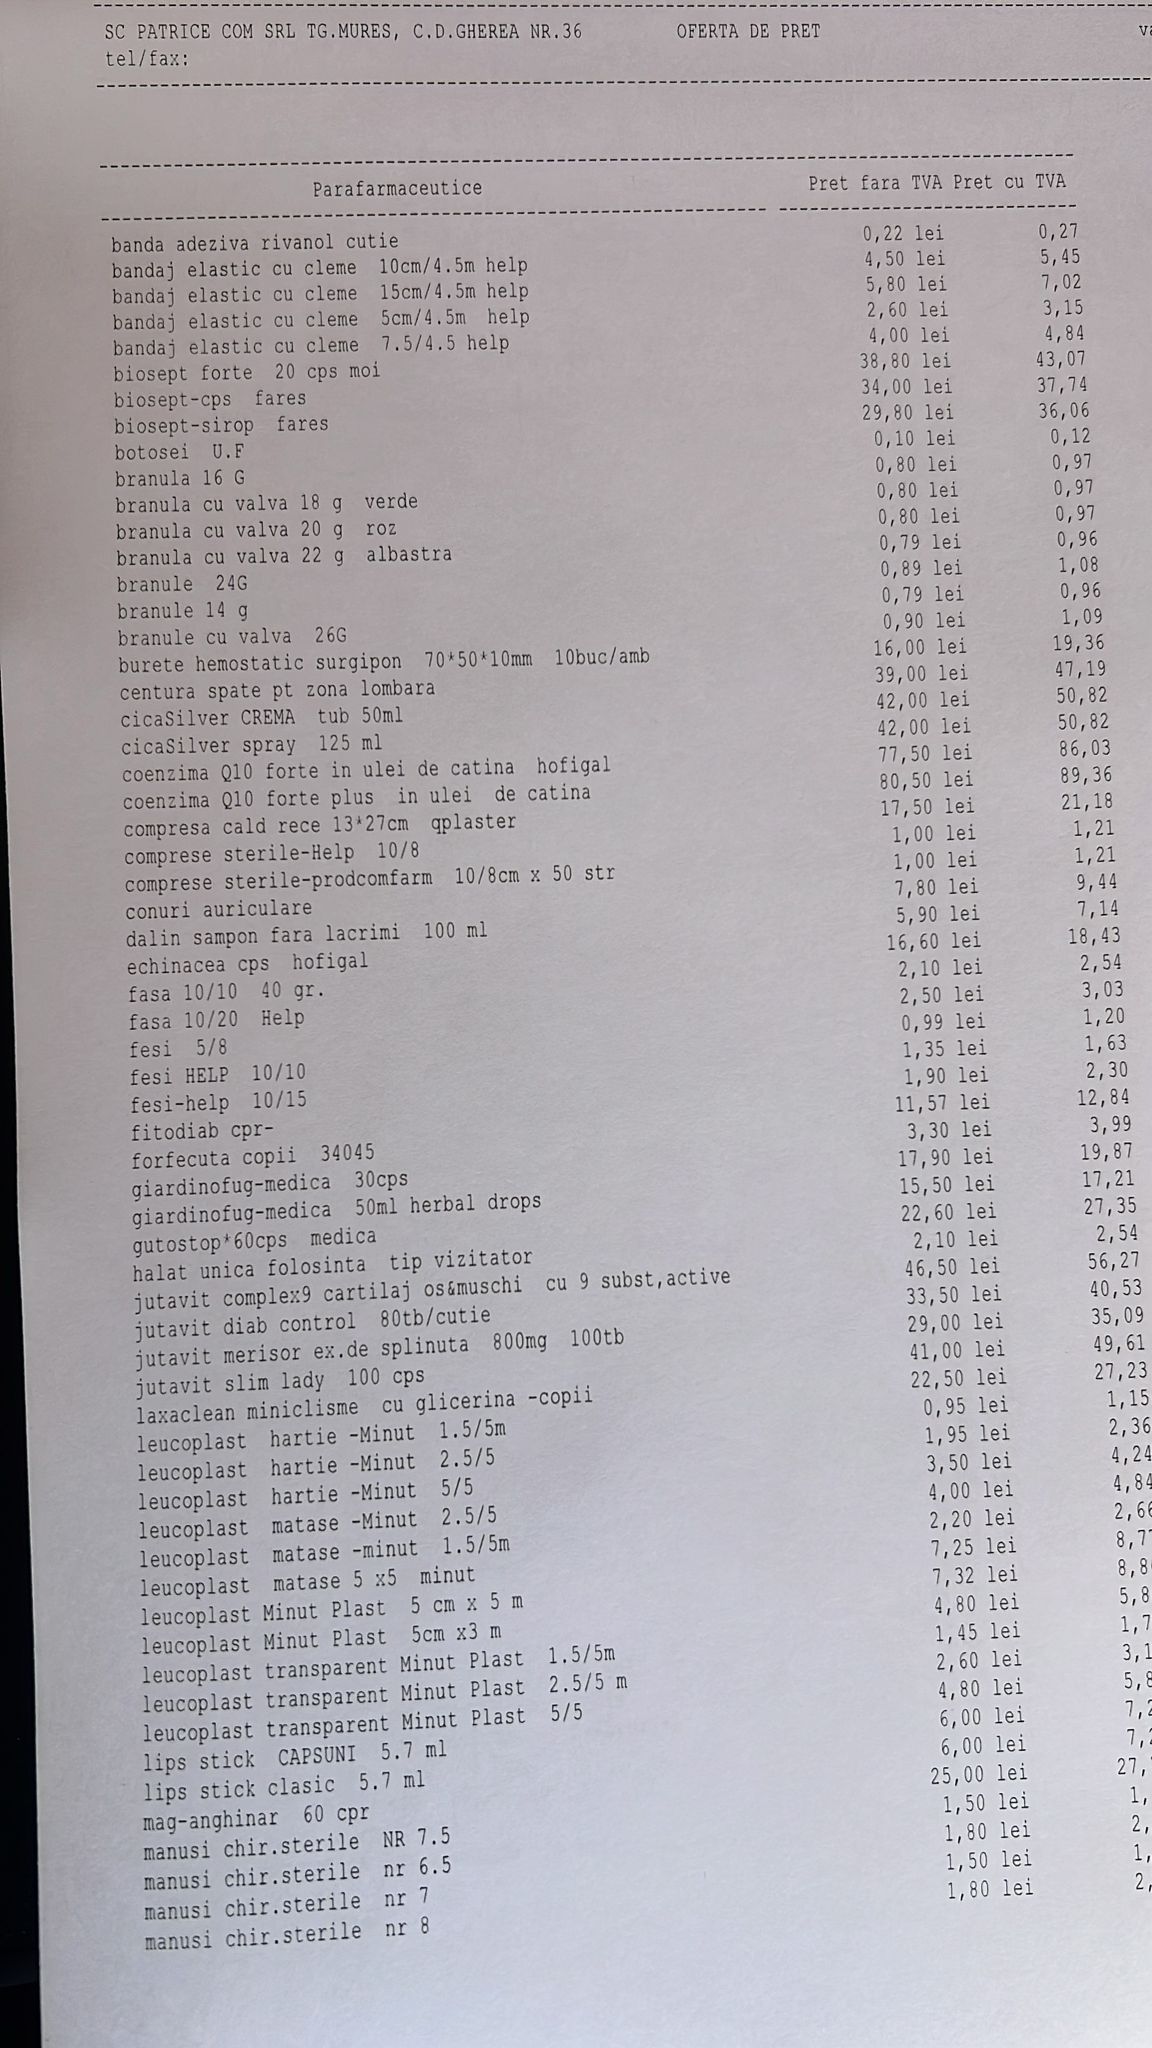 SC PATRICE COM SRL TG.MURES, C.D.GHEREA NR.36 OFERTA DE PRET
tel/fax:
Parafarmaceutice Pret fara TVA Pret cu TVA
banda adeziva rivanol cutie 0,22 lei 0,27
bandaj elastic cu cleme 10cm/4.5m help 4,50 lei 5,45
bandaj elastic cu cleme 15cm/4.5m help 5,80 lei 7,02
bandaj elastic cu cleme 5cm/4.5m help 2,60 lei 3,15
bandaj elastic cu cleme 7.5/4.5 help 4,00 lei 4,84
biosept forte 20 cps moi 38,80 lei 43,07
biosept-cps fares 34,00 lei 37,74
biosept-sirop fares 29,80 lei 36,06
botosei U.F 0,10 lei 0,12
branula 16 G 0,80 lei 0,97
branula cu valva 18 g verde 0,80 lei 0,97
branula cu valva 20 g roz 0,80 lei 0,97
branula cu valva 22 g albastra 0,79 lei 0,96
branule 24G 0,89 lei 1,08
branule 14 g 0,79 lei 0,96
branule cu valva 26G 0,90 lei 1,09
burete hemostatic surgipon 70*50*10mm 10buc/amb 16,00 lei 19,36
centura spate pt zona lombara 39,00 lei 47,19
cicaSilver CREMA tub 50ml 42,00 lei 50,82
cicaSilver spray 125 ml 42,00 lei 50,82
coenzima Q10 forte in ulei de catina hofigal 77,50 lei 86,03
coenzima Q10 forte plus in ulei de catina 80,50 lei 89,36
compresa cald rece 13*27cm qplaster 17,50 lei 21,18
comprese sterile-Help 10/8 1,00 lei 1,21
comprese sterile-prodcomfarm 10/8cm x 50 str 1,00 lei 1,21
conuri auriculare 7,80 lei 9,44
dalin sampon fara lacrimi 100 ml 5,90 lei 7,14
echinacea cps hofigal 16,60 lei 18,43
fasa 10/10 40 gr. 2,10 lei 2,54
fasa 10/20 Help 2,50 lei 3,03
fesi 5/8 0,99 lei 1,20
fesi HELP 10/10 1,35 lei 1,63
fesi-help 10/15 1,90 lei 2,30
fitodiab cpr- 11,57 lei 12,84
forfecuta copii 34045 3,30 lei 3,99
giardinofug-medica 30cps 17,90 lei 19,87
giardinofug-medica 50ml herbal drops 15,50 lei 17,21
gutostop*60cps medica 22,60 lei 27,35
halat unica folosinta tip vizitator 2,10 lei 2,54
jutavit complex9 cartilaj os&muschi cu 9 subst,active 46,50 lei 56,27
jutavit diab control 80tb/cutie 33,50 lei 40,53
jutavit merisor ex.de splinuta 800mg 100tb 29,00 lei 35,09
jutavit slim lady 100 cps 41,00 lei 49,61
laxaclean miniclisme cu glicerina -copii 22,50 lei 27,23
leucoplast hartie -Minut 1.5/5m 0,95 lei 1,15
leucoplast hartie -Minut 2.5/5 1,95 lei 2,36
leucoplast hartie -Minut 5/5 3,50 lei 4,24
leucoplast matase -Minut 2.5/5 4,00 lei 4,84
leucoplast matase -minut 1.5/5m 2,20 lei 2,66
leucoplast matase 5 x5 minut 7,25 lei 8,77
leucoplast Minut Plast 5 cm x 5 m 7,32 lei
leucoplast Minut Plast 5cm x3 m 4,80 lei
leucoplast transparent Minut Plast 1.5/5m 1,45 lei
leucoplast transparent Minut Plast 2.5/5 m 2,60 lei
leucoplast transparent Minut Plast 5/5 4,80 lei
lips stick CAPSUNI 5.7 ml 6,00 lei
lips stick clasic 5.7 ml 6,00 lei
mag-anghinar 60 cpr 25,00 lei
manusi chir.sterile NR 7.5 1,50 lei
manusi chir.sterile nr 6.5 1,80 lei
manusi chir.sterile nr 7 1,50 lei
manusi chir.sterile nr 8 1,80 lei